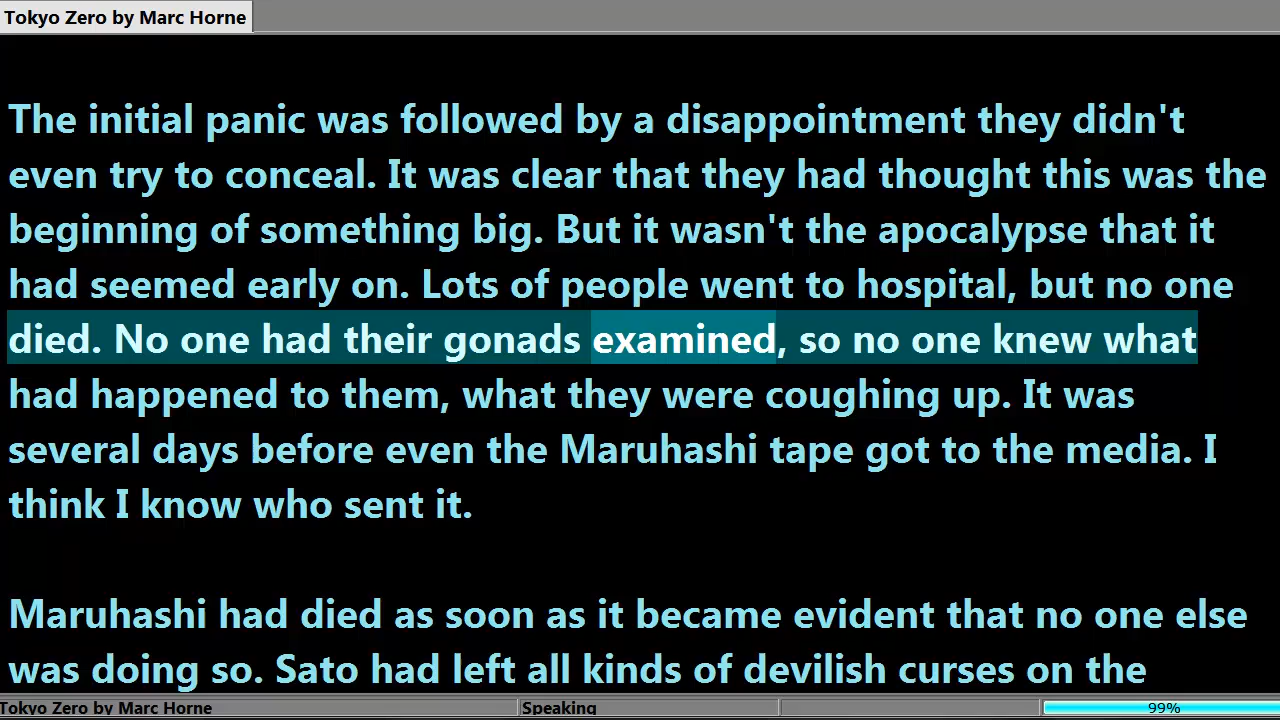 Tokyo Zero by Marc Horne
The initial panic was followed by a disappointment they didn't
even try to conceal. It was clear that they had thought this was the
beginning of something big. But it wasn't the apocalypse that it
had seemed early on. Lots of people went to hospital, but no one
died. No one had their gonads examined, so no one knew what
had happened to them, what they were coughing up. It was
several days before even the Maruhashi tape got to the media. I
think I know who sent it.
Maruhashi had died as soon as it became evident that no one else
was doing so. Sato had left all kinds of devilish curses on the
Tokyo Zero by Marc Horne
Speaking
99%